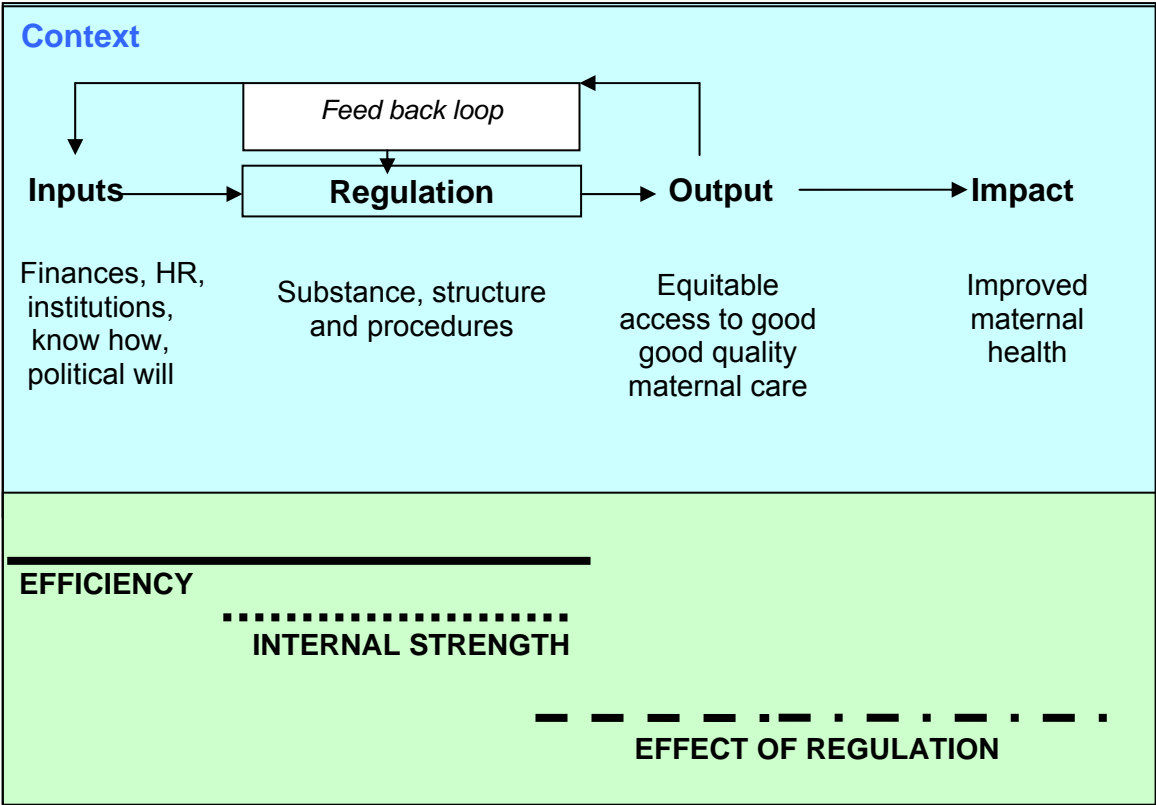 Context
Feed back loop
Inputs
Regulation
Output
Impact
Finances, HR,
institutions,
know how,
political will
Substance, structure
and procedures
Equitable
access to good
good quality
maternal care
Improved
maternal
health
EFFICIENCY
INTERNAL STRENGTH
EFFECT OF REGULATION